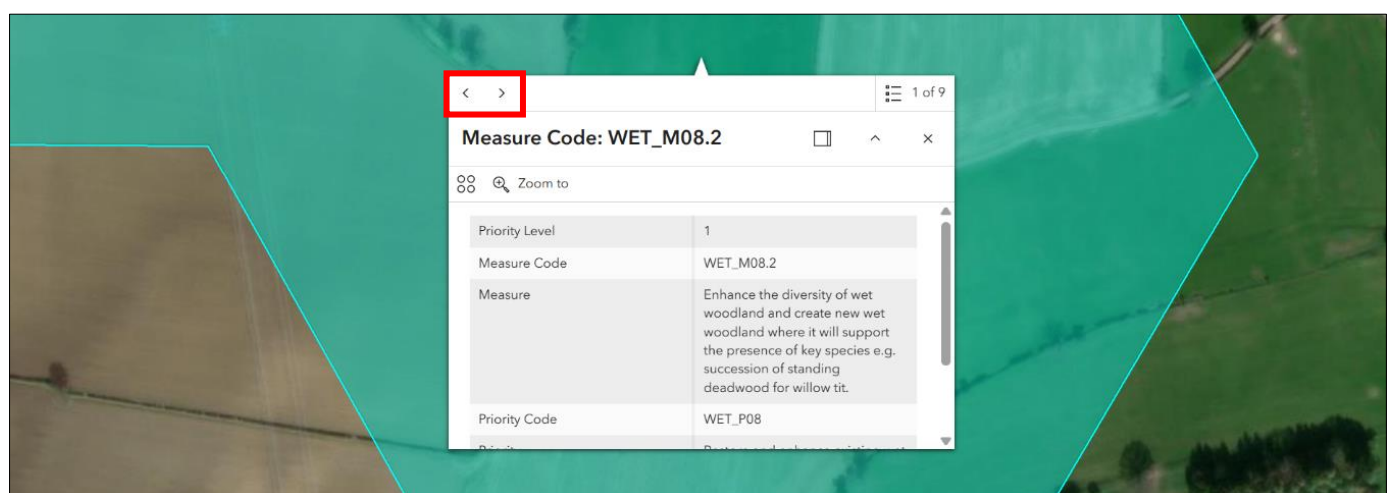 1 of 9
Measure Code: WET_M08.2
Zoom to
Priority Level 1
Measure Code WET_M08.2
Measure Enhance the diversity of wet
woodland and create new wet
woodland where it will support
the presence of key species e.g.
succession of standing
deadwood for willow tit.
Priority Code WET_P08